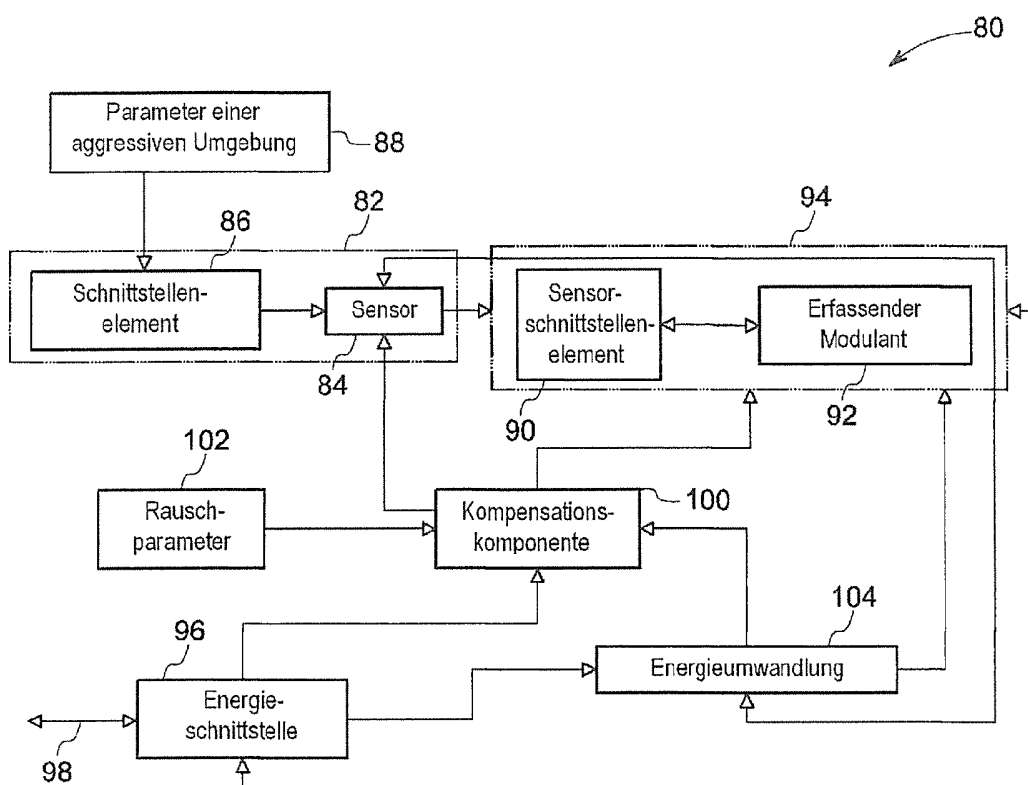 80
Parameter einer
aggressiven Umgebung
88
82
94
86
Schnittstellen-
element
Sensor
84
Sensor-
schnittstellen-
element
90
Erfassender
Modulant
92
102
Rausch-
parameter
100
Kompensations-
komponente
104
Energieumwandlung
96
Energie-
schnittstelle
98